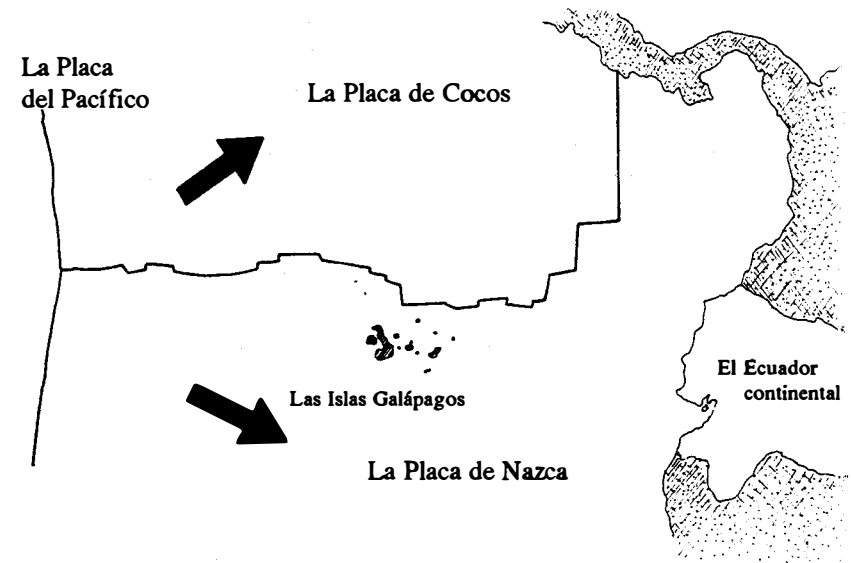 La Placa
del Pacífico
La Placa de Cocos
El Ecuador
continental
Las Islas Galápagos
La Placa de Nazca